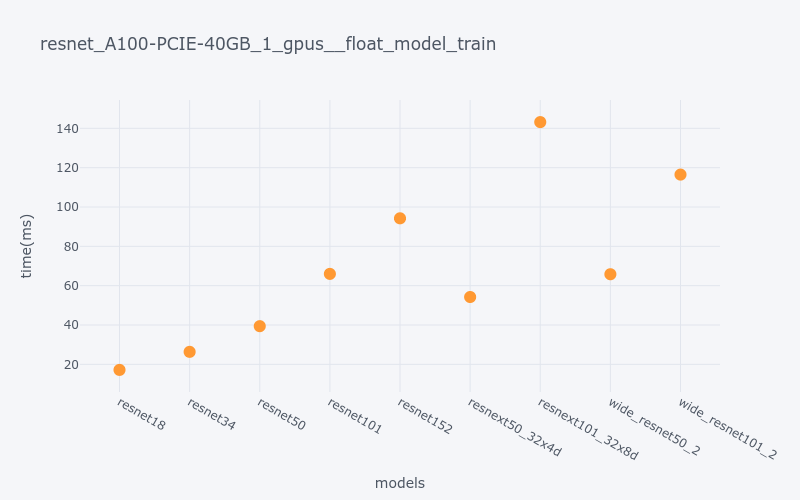 resnet_A100-PCIE-40GB_1_gpus__float_model_train
time(ms)
140
120
100
80
60
40
20
resnet18
resnet34
resnet50
resnet101
resnet152
resnext50_32x4d
resnext101_32x8d
wide_resnet50_2
wide_resnet101_2
models